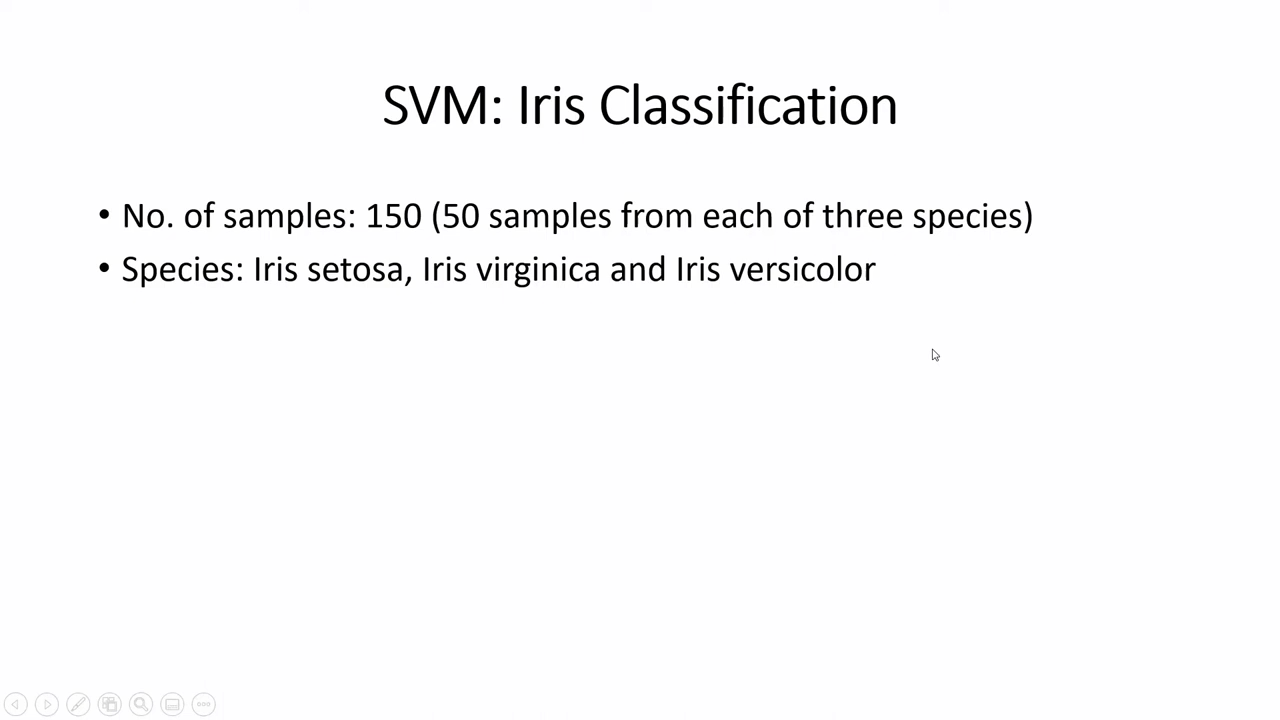 SVM: Iris Classification
• No. of samples: 150 (50 samples from each of three species)
• Species: Iris setosa, Iris virginica and Iris versicolor